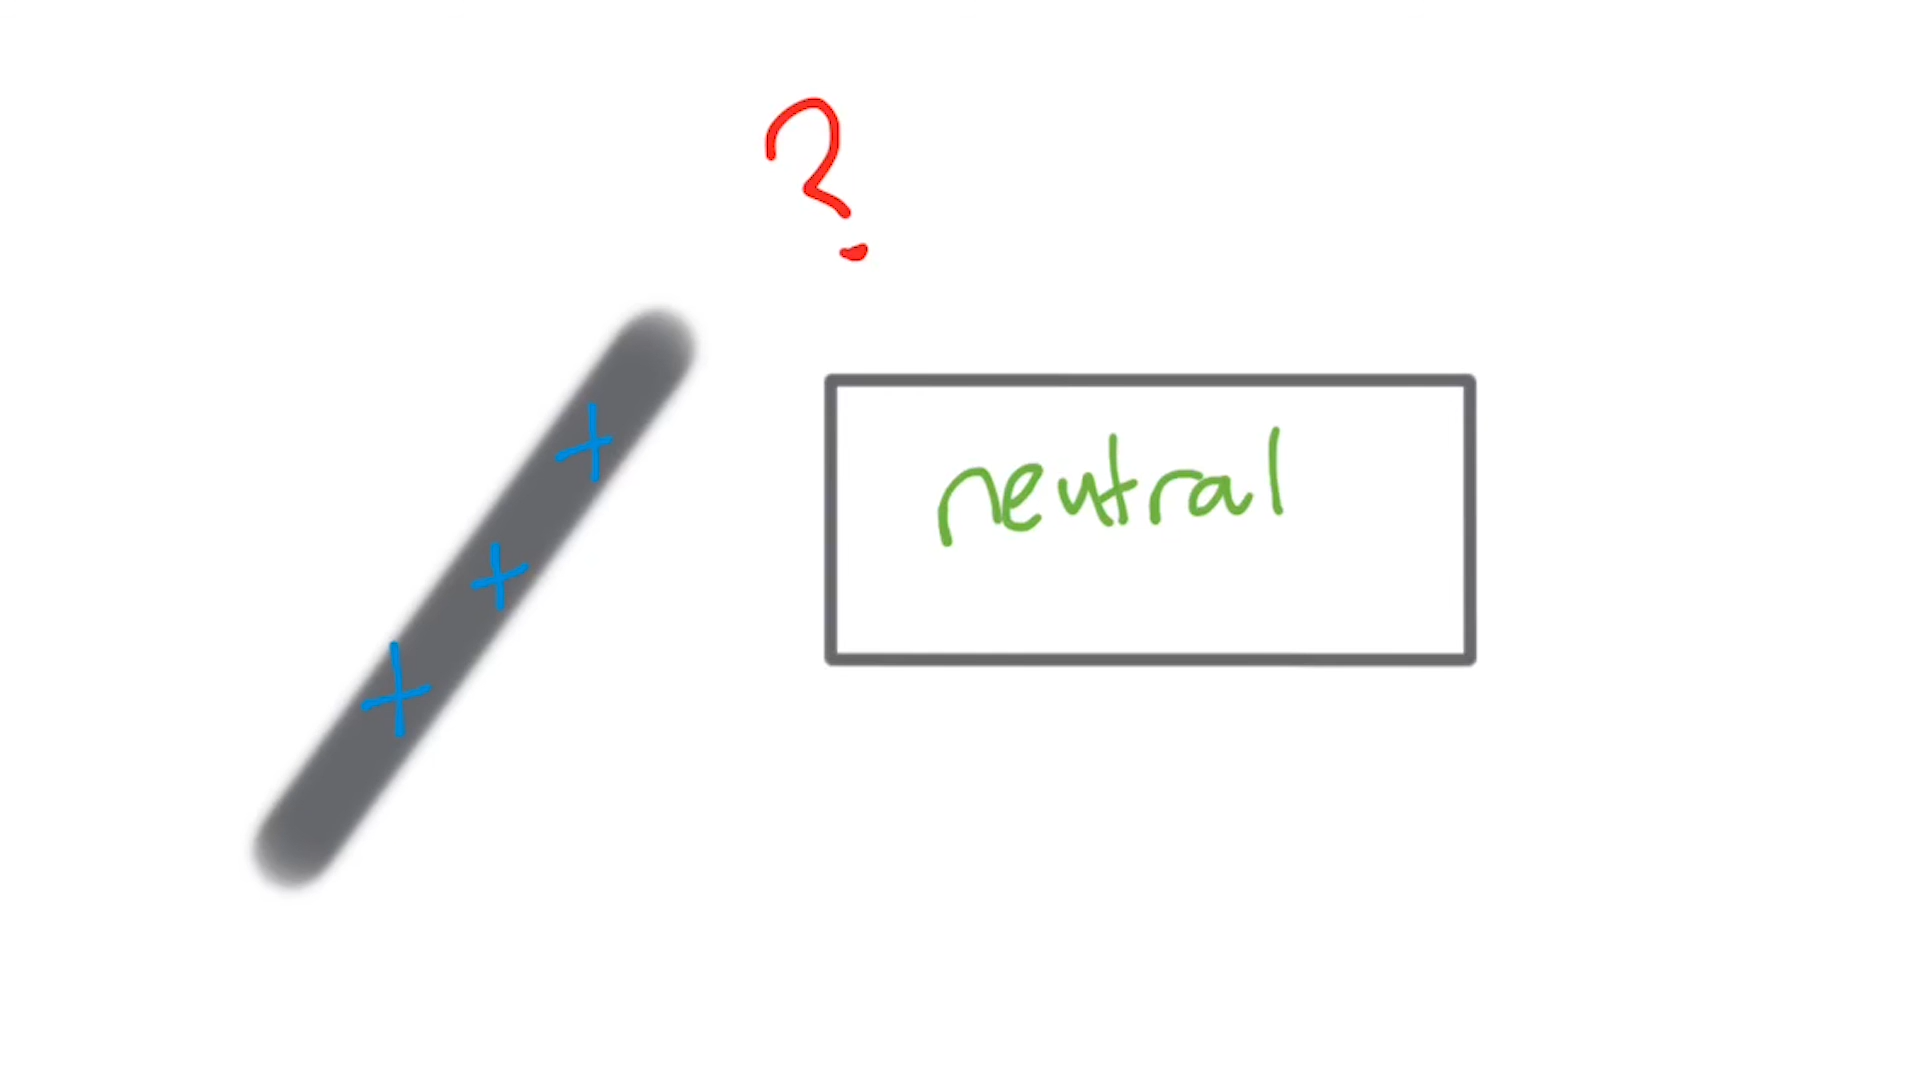 ?
+
neutral
+
+